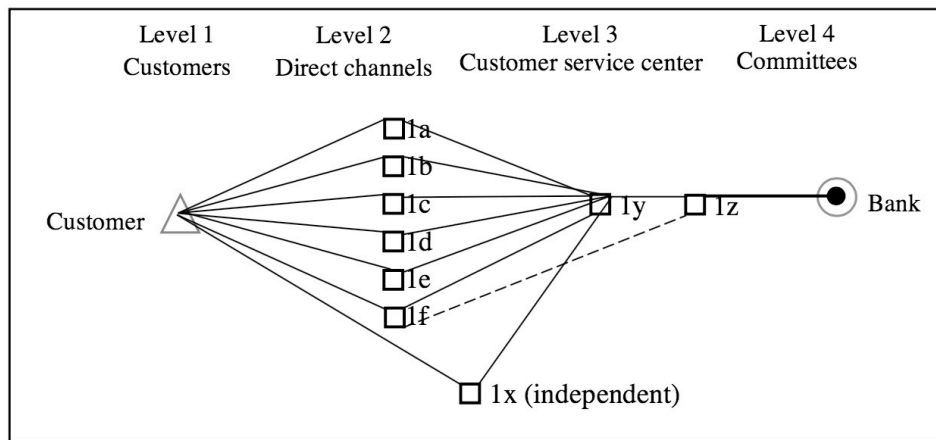 Level 1
Customers
Level 2
Direct channels
Level 3
Customer service center
Level 4
Committees
1a
1b
1c
1d
1e
1f
Customer
1y
1z
Bank
1x (independent)